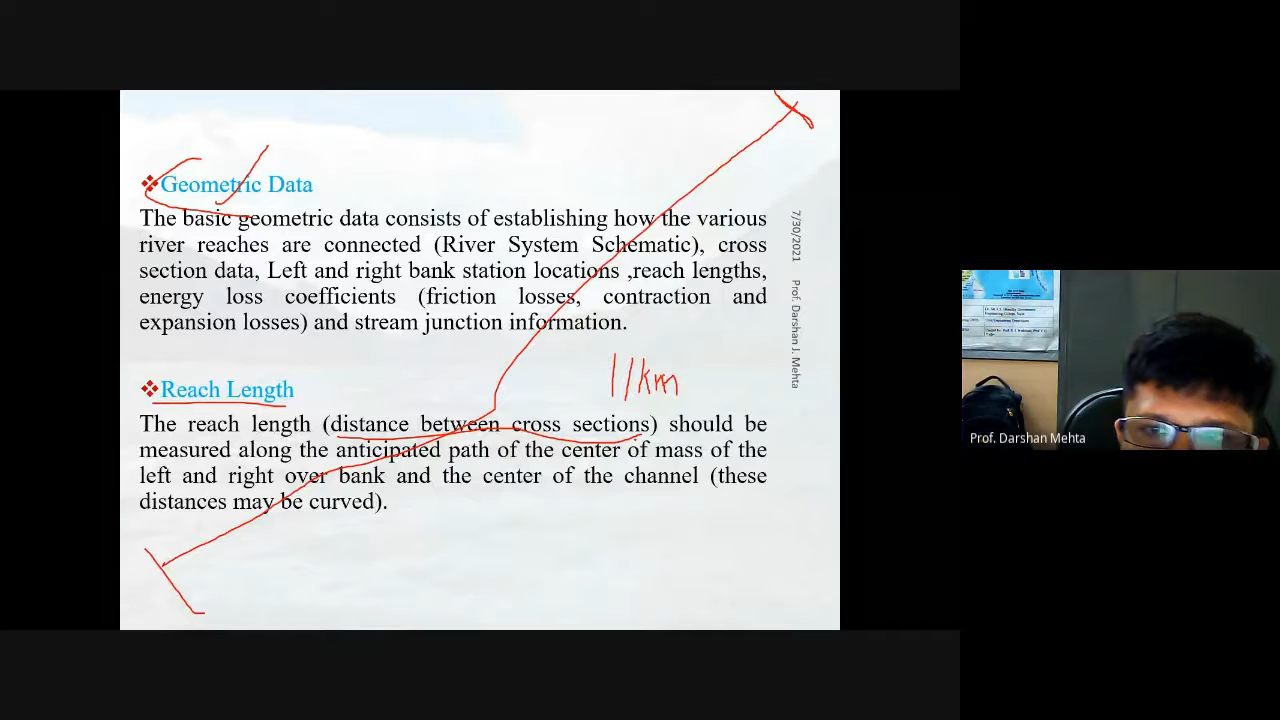 Geometric Data
The basic geometric data consists of establishing how the various
river reaches are connected (River System Schematic), cross
section data, Left and right bank station locations ,reach lengths,
energy loss coefficients (friction losses, contraction and
expansion losses) and stream junction information.
11km
Reach Length
The reach length (distance between cross sections) should be
measured along the anticipated path of the center of mass of the
left and right over bank and the center of the channel (these
distances may be curved).
7/30/2021 Prof. Darshan J. Mehta
Prof. Darshan Mehta